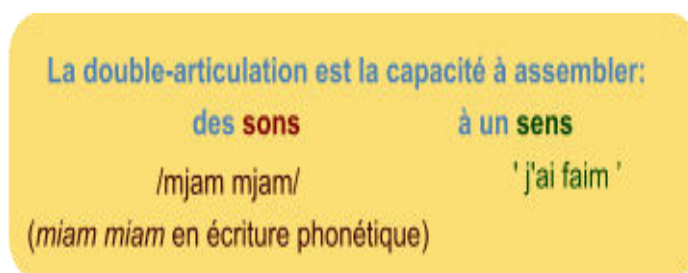 La double-articulation est la capacité à assembler:
des sons à un sens
/mjam mjam/ ' j'ai faim '
(miam miam en écriture phonétique)